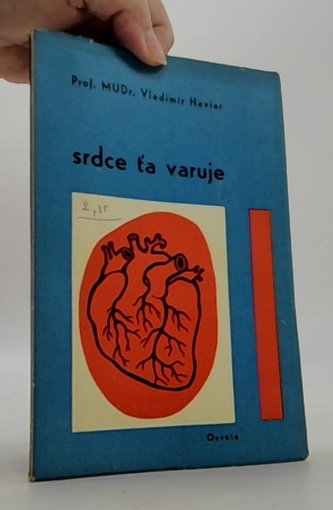 Prof. MUDr. Vladimír Haviar
srdce ťa varuje
2,35
Osveta